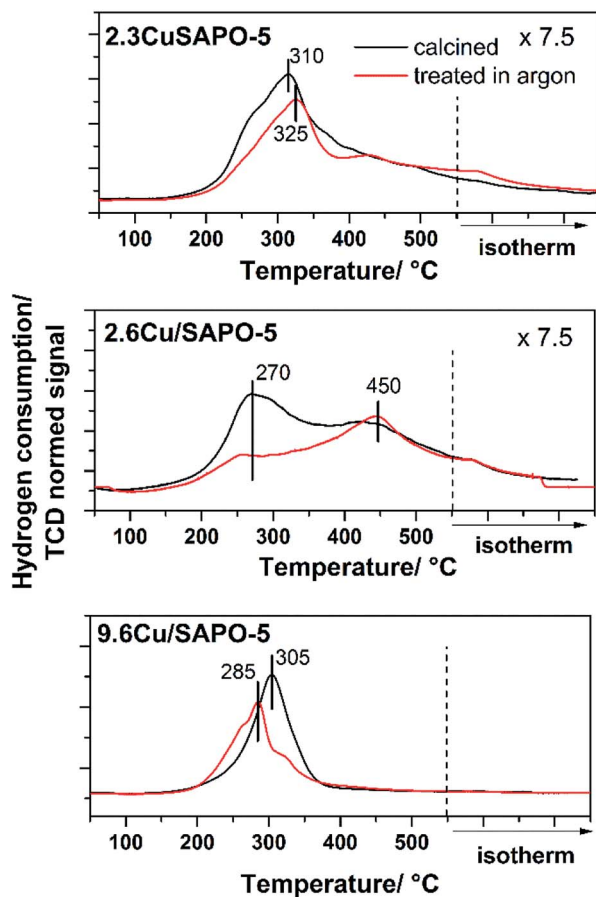 2.3CuSAPO-5
calcined
x 7.5
treated in argon
310
325
100 200 300 400 500
isotherm
Temperature/ °C
Hydrogen consumption/
TCD normed signal
2.6Cu/SAPO-5
x 7.5
270
450
100 200 300 400 500
isotherm
Temperature/ °C
9.6Cu/SAPO-5
285
305
100 200 300 400 500
isotherm
Temperature/ °C